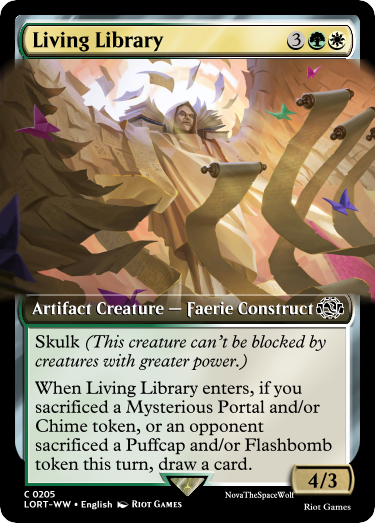 Living Library 3
Artifact Creature — Faerie Construct
Skulk (This creature can't be blocked by
creatures with greater power.)
When Living Library enters, if you
sacrificed a Mysterious Portal and/or
Chime token, or an opponent
sacrificed a Puffcap and/or Flashbomb
token this turn, draw a card.
4/3
C 0205
LORT-WW • English Riot Games
NovaTheSpaceWolf
Riot Games